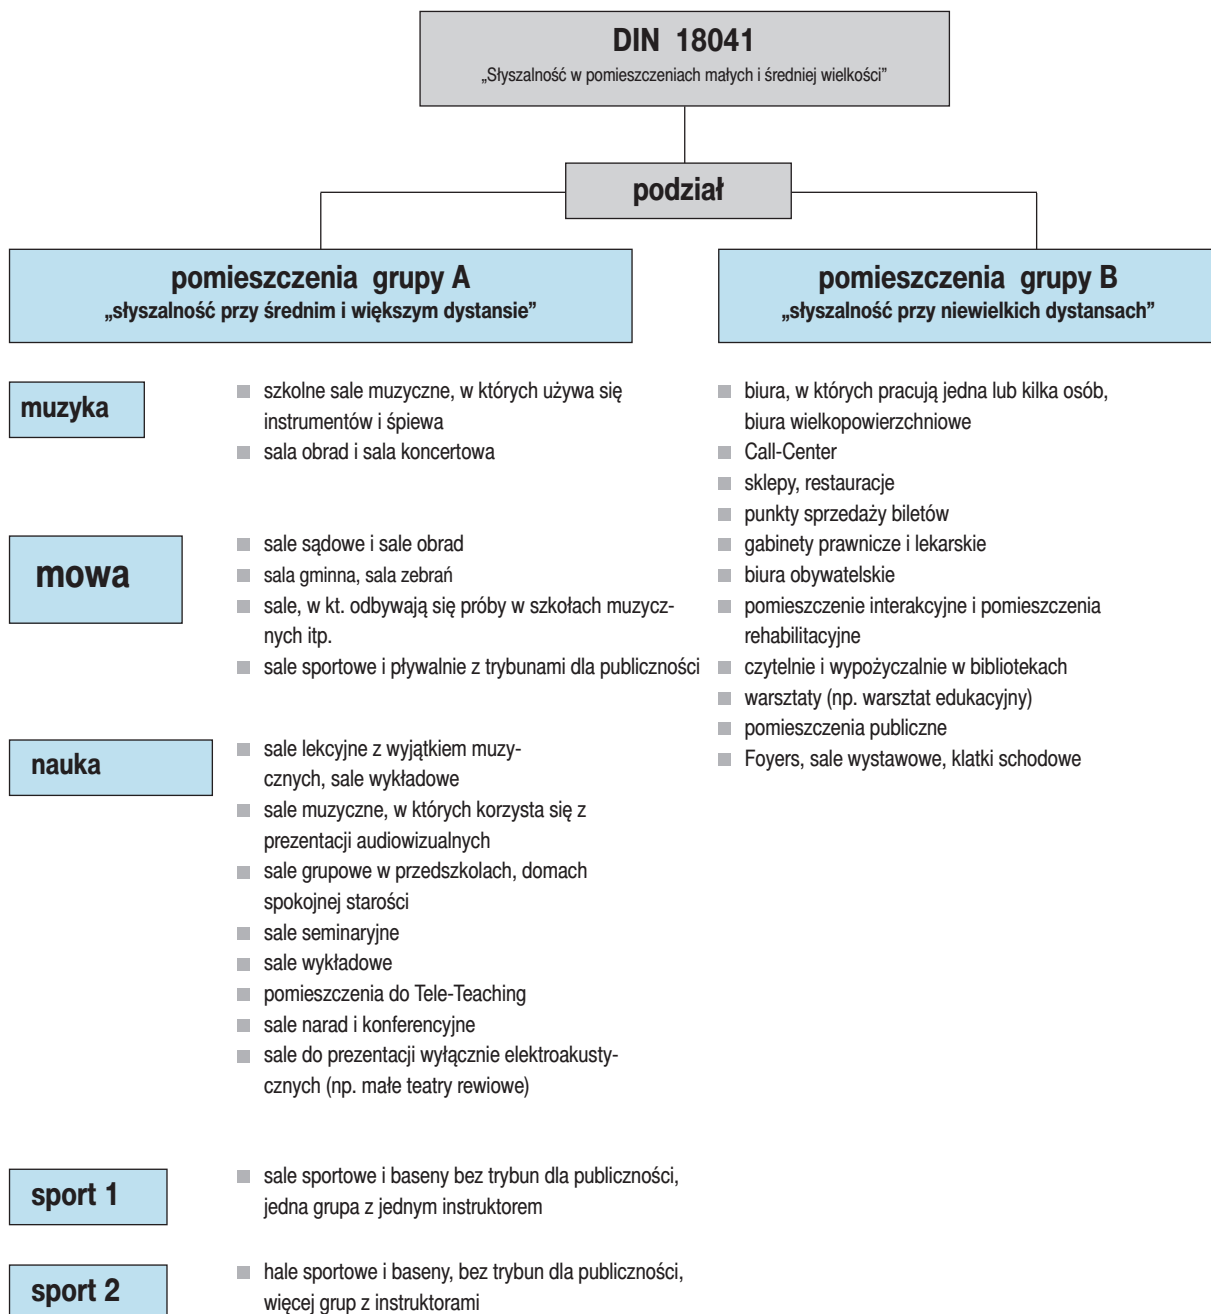 DIN 18041
„Słyszalność w pomieszczeniach małych i średniej wielkości”
podział
pomieszczenia grupy A
„słyszalność przy średnim i większym dystansie”
muzyka
szkolne sale muzyczne, w których używa się
instrumentów i śpiewa
sala obrad i sala koncertowa
mowa
sale sądowe i sale obrad
sala gminna, sala zebrań
sale, w kt. odbywają się próby w szkołach muzycz-
nych itp.
sale sportowe i pływalnie z trybunami dla publiczności
nauka
sale lekcyjne z wyjątkiem muzy-
cznych, sale wykładowe
sale muzyczne, w których korzysta się z
prezentacji audiowizualnych
sale grupowe w przedszkolach, domach
spokojnej starości
sale seminaryjne
sale wykładowe
pomieszczenia do Tele-Teaching
sale narad i konferencyjne
sale do prezentacji wyłącznie elektroakusty-
cznych (np. małe teatry rewiowe)
sport 1
sale sportowe i baseny bez trybun dla publiczności,
jedna grupa z jednym instruktorem
sport 2
hale sportowe i baseny, bez trybun dla publiczności,
więcej grup z instruktorami
pomieszczenia grupy B
„słyszalność przy niewielkich dystansach”
biura, w których pracują jedna lub kilka osób,
biura wielkopowierzchniowe
Call-Center
sklepy, restauracje
punkty sprzedaży biletów
gabinety prawnicze i lekarskie
biura obywatelskie
pomieszczenie interakcyjne i pomieszczenia
rehabilitacyjne
czytelnie i wypożyczalnie w bibliotekach
warsztaty (np. warsztat edukacyjny)
pomieszczenia publiczne
Foyers, sale wystawowe, klatki schodowe